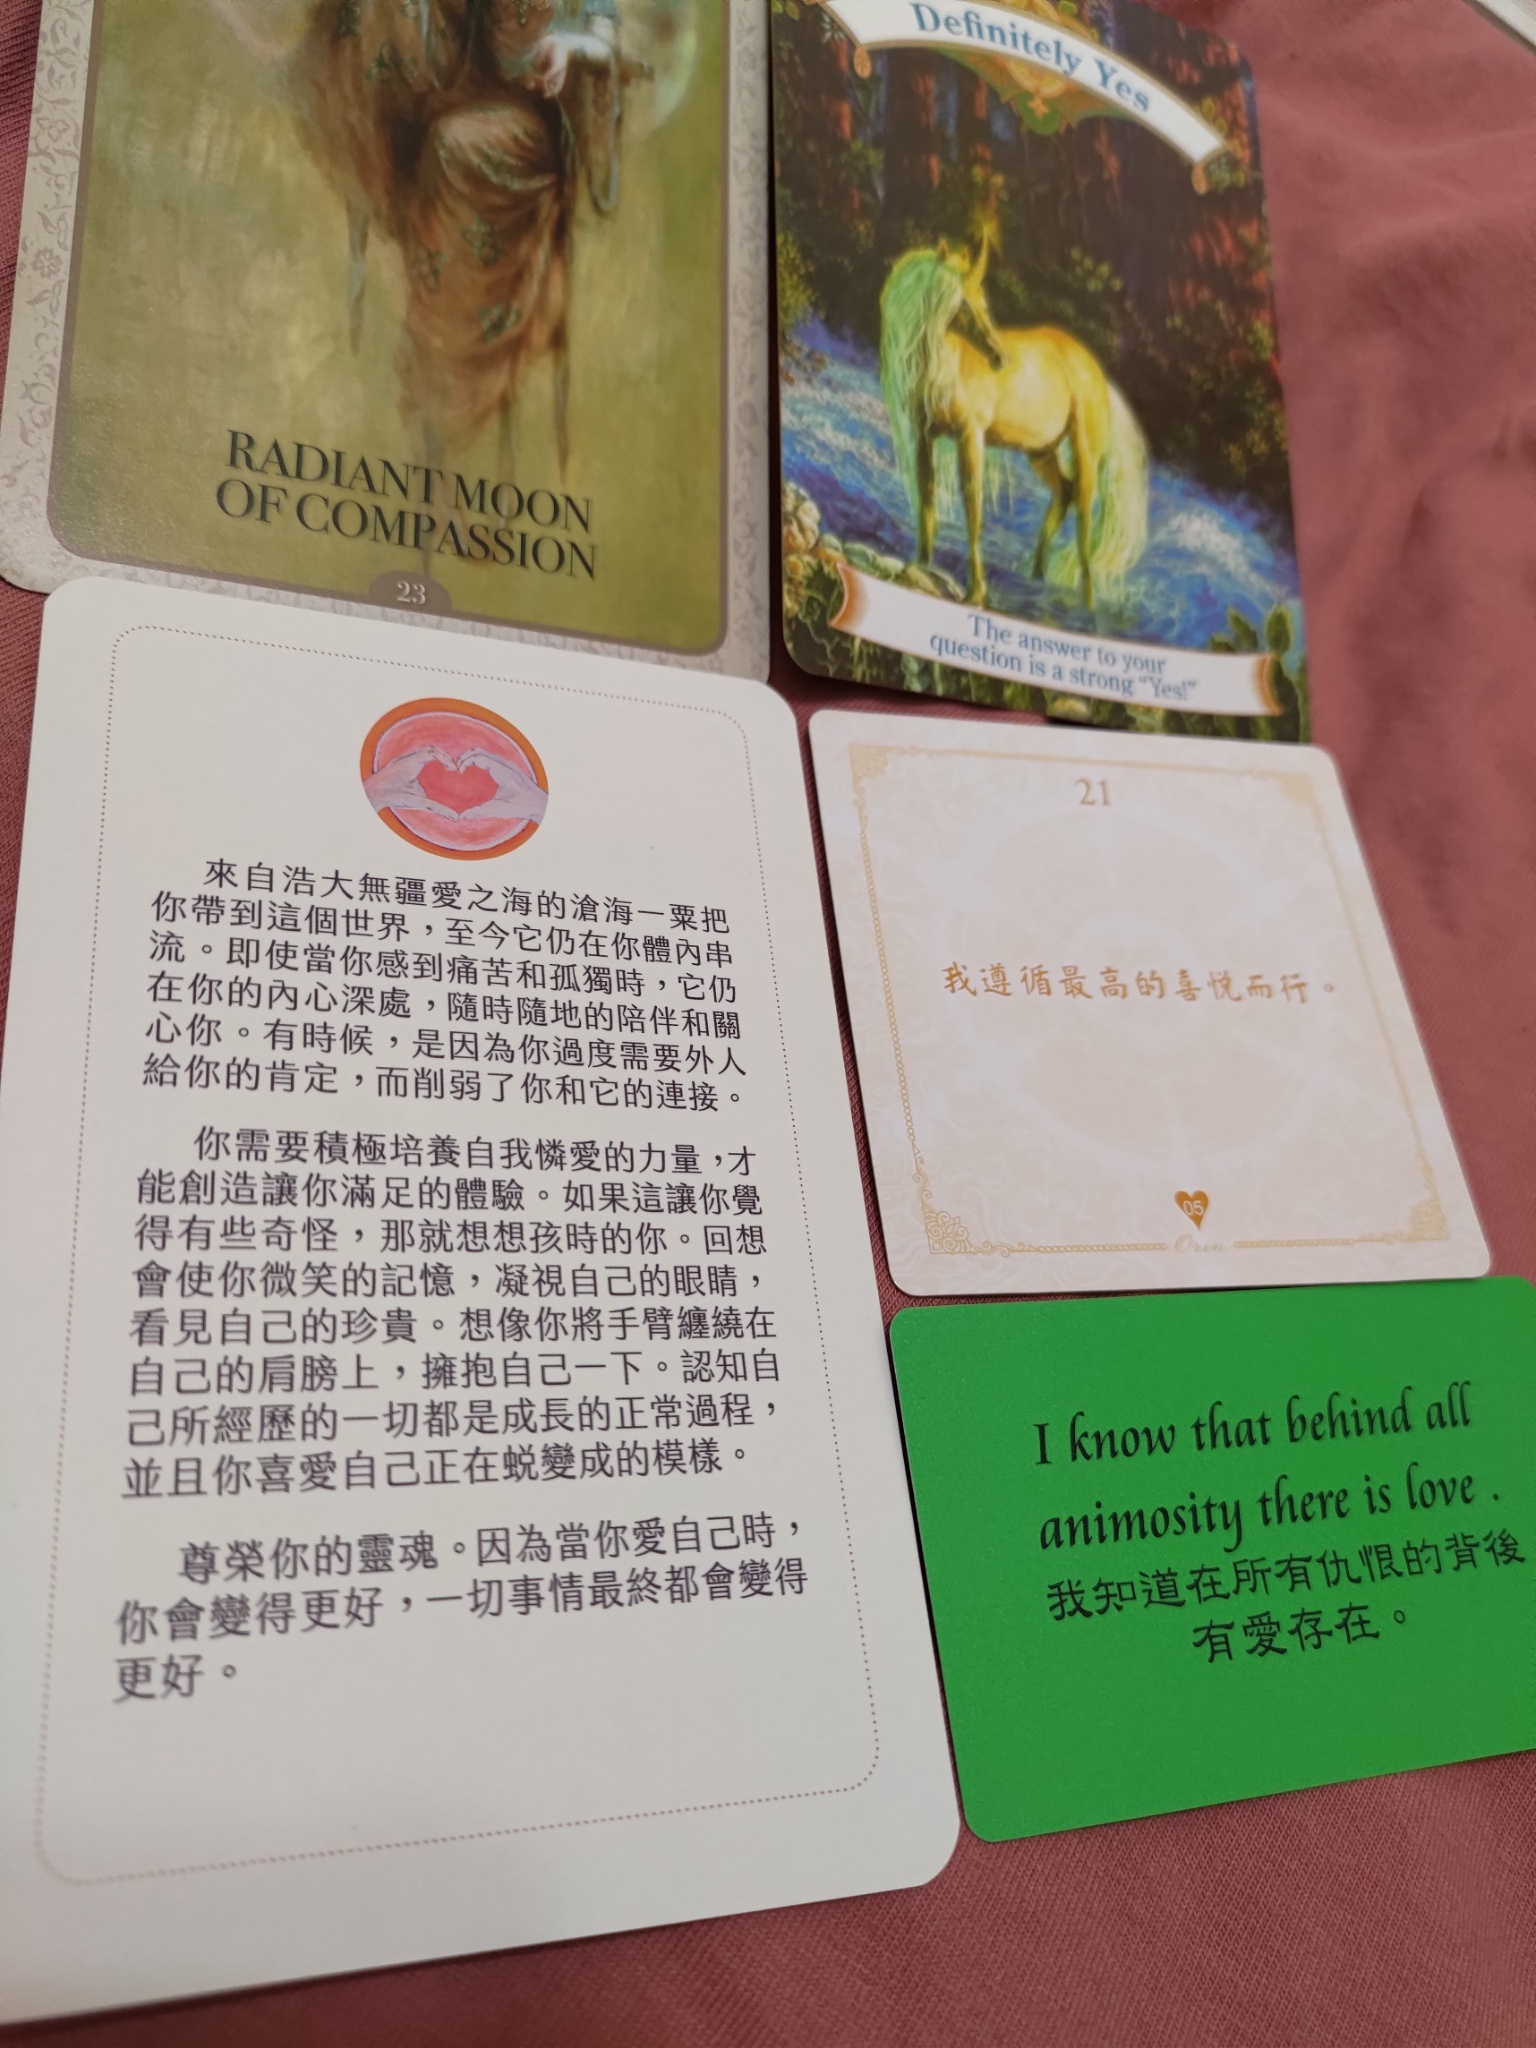 RADIANT MOON
OF COMPASSION
23
Definitely Yes
The answer to your
question is a strong "Yes!"
來自浩大無疆愛之海的滄海一粟把
你帶到這個世界，至今它仍在你體內串
流。即使當你感到痛苦和孤獨時，它仍
在你的內心深處，隨時隨地的陪伴和關
心你。有時候，是因為你過度需要外人
給你的肯定，而削弱了你和它的連接。
你需要積極培養自我憐愛的力量，才
能創造讓你滿足的體驗。如果這讓你覺
得有些奇怪，那就想想孩時的你。回想
會使你微笑的記憶，凝視自己的眼睛，
看見自己的珍貴。想像你將手臂纏繞在
自己的肩膀上，擁抱自己一下。認知自
己所經歷的一切都是成長的正常過程，
並且你喜愛自己正在蛻變成的模樣。
尊榮你的靈魂。因為當你愛自己時，
你會變得更好，一切事情最終都會變得
更好。
21
我遵循最高的喜悅而行。
05
I know that behind all
animosity there is love .
我知道在所有仇恨的背後
有愛存在。